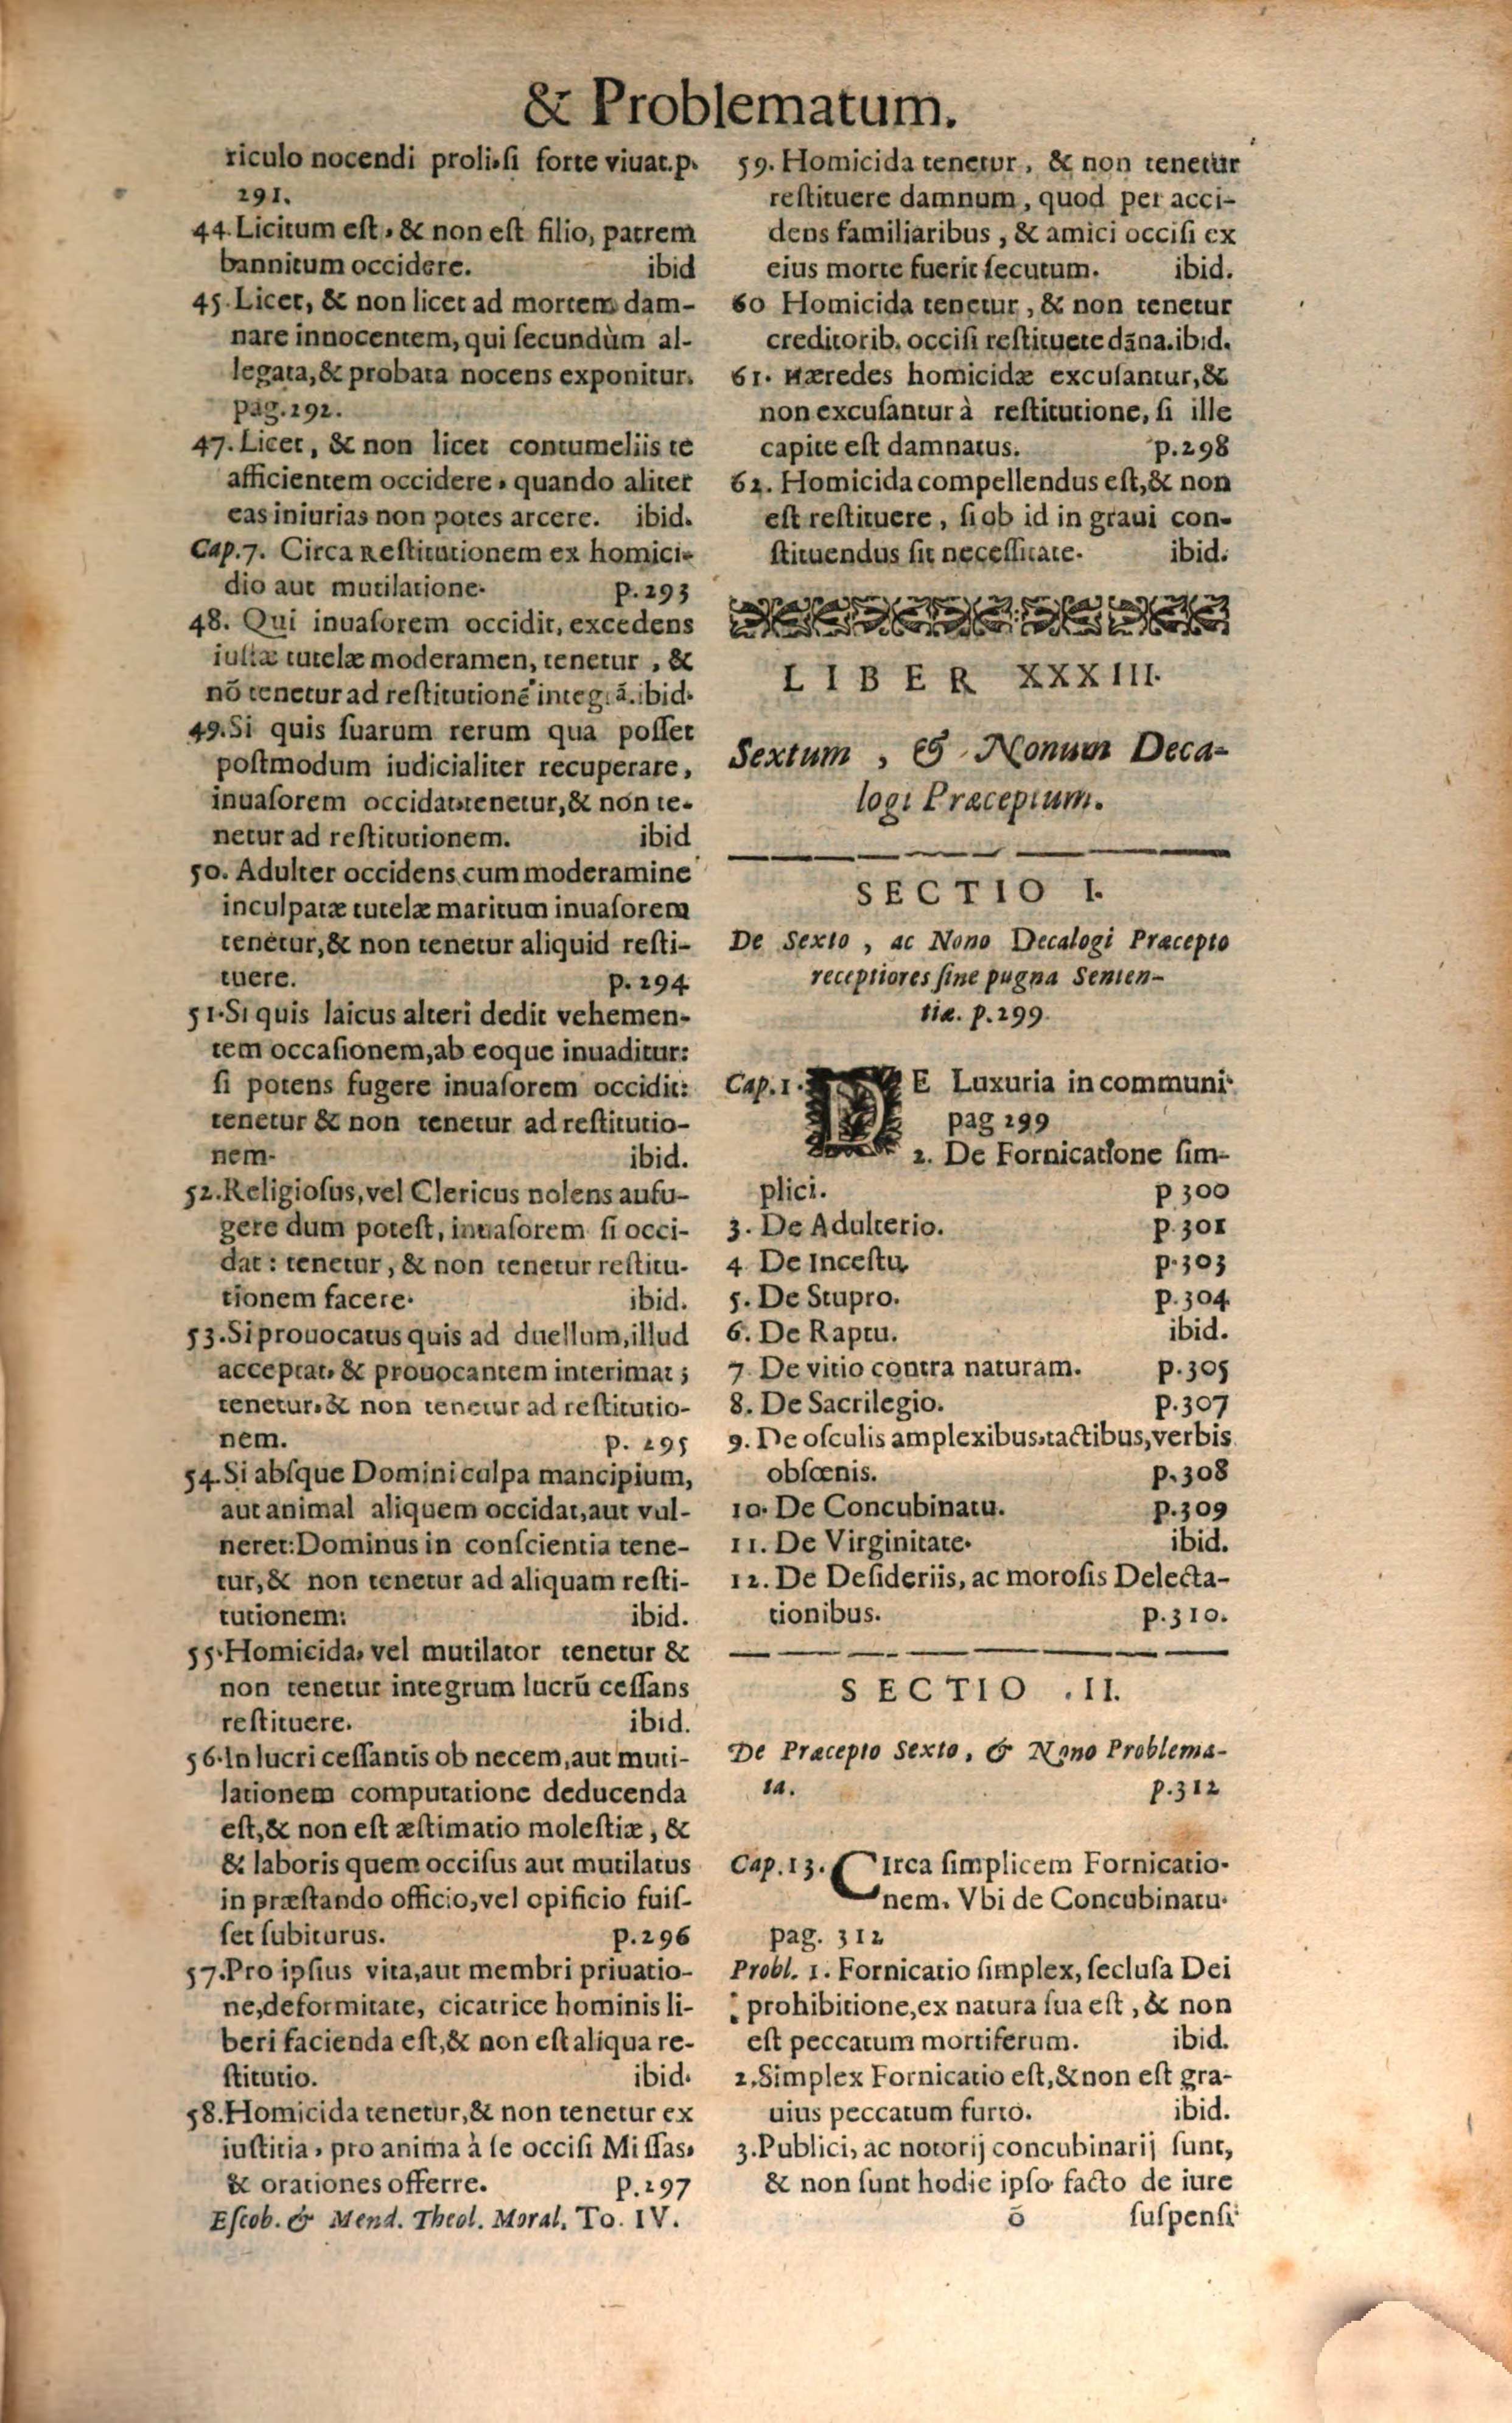 & Problematum.
riculo nocendi proli, si forte viuat. p.
291.
44. Licitum est, & non est filio, patrem
bannitum occidere. ibid
45. Licet, & non licet ad mortem dam-
nare innocentem, qui secundùm al-
legata, & probata nocens exponitur.
pag. 292.
47. Licet, & non licet contumeliis te
afficientem occidere, quando aliter
eas iniurias non potes arcere. ibid.
Cap. 7. Circa Restitutionem ex homici-
dio aut mutilatione. p. 293
48. Qui inuasorem occidit, excedens
iustæ tutelæ moderamen, tenetur, &
nō tenetur ad restitutionē integrā. ibid.
49. Si quis suarum rerum qua posset
postmodum iudicialiter recuperare,
inuasorem occidat, tenetur, & non te-
netur ad restitutionem. ibid
50. Adulter occidens cum moderamine
inculpatæ tutelæ maritum inuasorem
tenetur, & non tenetur aliquid resti-
tuere. p. 294
51. Si quis laicus alteri dedit vehemen-
tem occasionem, ab eoque inuaditur:
si potens fugere inuasorem occidit:
tenetur & non tenetur ad restitutio-
nem. ibid.
52. Religiosus, vel Clericus nolens aufu-
gere dum potest, inuasorem si occi-
dat: tenetur, & non tenetur restitu-
tionem facere. ibid.
53. Si prouocatus quis ad duellum, illud
acceptat, & prouocantem interimat;
tenetur, & non tenetur ad restitutio-
nem. p. 295
54. Si absque Domini culpa mancipium,
aut animal aliquem occidat, aut vul-
neret: Dominus in conscientia tene-
tur, & non tenetur ad aliquam resti-
tutionem. ibid.
55. Homicida, vel mutilator tenetur &
non tenetur integrum lucrū cessans
restituere. ibid.
56. In lucri cessantis ob necem, aut muti-
lationem computatione deducenda
est, & non est æstimatio molestiæ, &
& laboris quem occisus aut mutilatus
in præstando officio, vel opificio fuis-
set subiturus. p. 296
57. Pro ipsius vita, aut membri priuatio-
ne, deformitate, cicatrice hominis li-
beri facienda est, & non est aliqua re-
stitutio. ibid.
58. Homicida tenetur, & non tenetur ex
iustitia, pro anima à se occisi Missas,
& orationes offerre. p. 297
Escob. & Mend. Theol. Moral. To. IV.
59. Homicida tenetur, & non tenetur
restituere damnum, quod per acci-
dens familiaribus, & amici occisi ex
eius morte fuerit secutum. ibid.
60 Homicida tenetur, & non tenetur
creditorib. occisi restituere dāna. ibid.
61. Hæredes homicidæ excusantur, &
non excusantur à restitutione, si ille
capite est damnatus. p. 298
62. Homicida compellendus est, & non
est restituere, si ob id in graui con-
stituendus sit necessitate. ibid.
LIBER XXXIII.
Sextum, & Nonum Deca-
logi Præceptum.
SECTIO I.
De Sexto, ac Nono Decalogi Præcepto
receptiores sine pugna Senten-
tiæ. p. 299.
Cap. 1. DE Luxuria in communi.
pag 299
2. De Fornicatione sim-
plici. p 300
3. De Adulterio. p. 301
4 De Incestu. p. 303
5. De Stupro. p. 304
6. De Raptu. ibid.
7 De vitio contra naturam. p. 305
8. De Sacrilegio. p. 307
9. De osculis amplexibus, tactibus, verbis
obscœnis. p. 308
10. De Concubinatu. p. 309
11. De Virginitate. ibid.
12. De Desideriis, ac morosis Delecta-
tionibus. p. 310.
SECTIO II.
De Præcepto Sexto, & Nono Problema-
ta. p. 312
Cap. 13. CIrca simplicem Fornicatio-
nem. Vbi de Concubinatu.
pag. 312
Probl. 1. Fornicatio simplex, seclusa Dei
prohibitione, ex natura sua est, & non
est peccatum mortiferum. ibid.
2. Simplex Fornicatio est, & non est gra-
uius peccatum furto. ibid.
3. Publici, ac notorij concubinarij sunt,
& non sunt hodie ipso facto de iure
ō suspensi